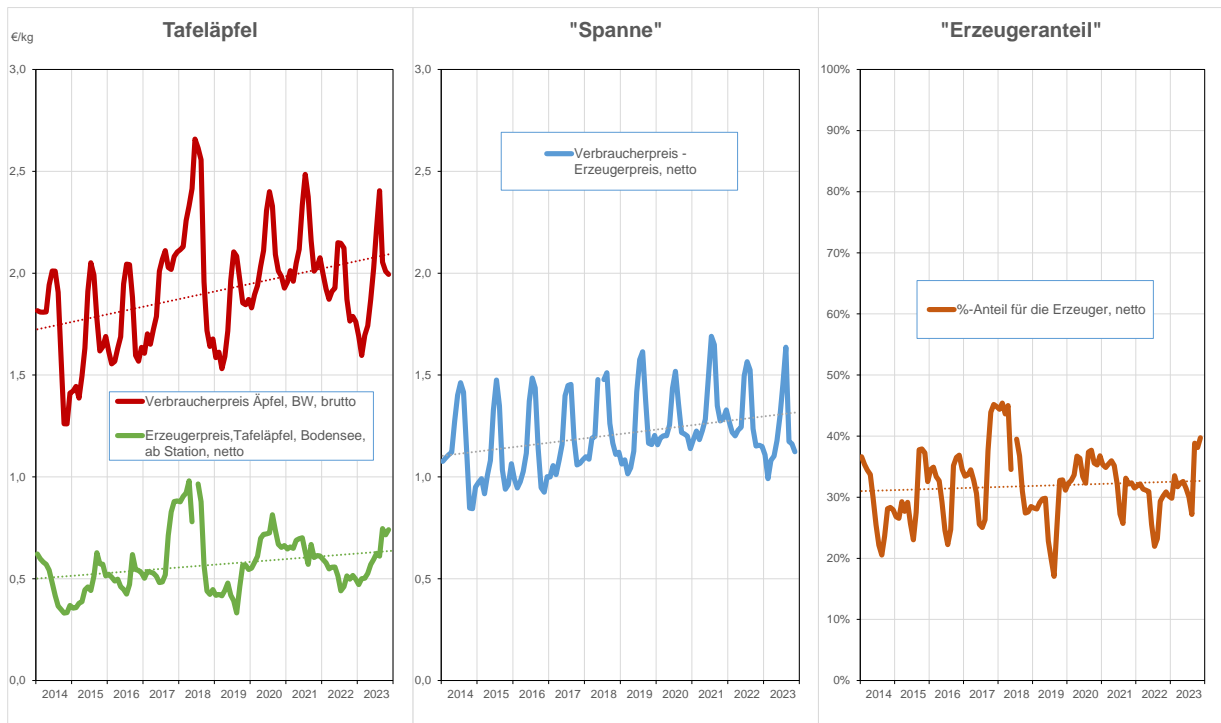 Tafeläpfel
€/kg
3,0
2,5
2,0
1,5
1,0
0,5
0,0
Verbraucherpreis Äpfel, BW, brutto
Erzeugerpreis,Tafeläpfel, Bodensee,
ab Station, netto
2014 2015 2016 2017 2018 2019 2020 2021 2022 2023
"Spanne"
3,0
2,5
2,0
1,5
1,0
0,5
0,0
Verbraucherpreis -
Erzeugerpreis, netto
2014 2015 2016 2017 2018 2019 2020 2021 2022 2023
"Erzeugeranteil"
100%
90%
80%
70%
60%
50%
40%
30%
20%
10%
0%
%-Anteil für die Erzeuger, netto
2014 2015 2016 2017 2018 2019 2020 2021 2022 2023